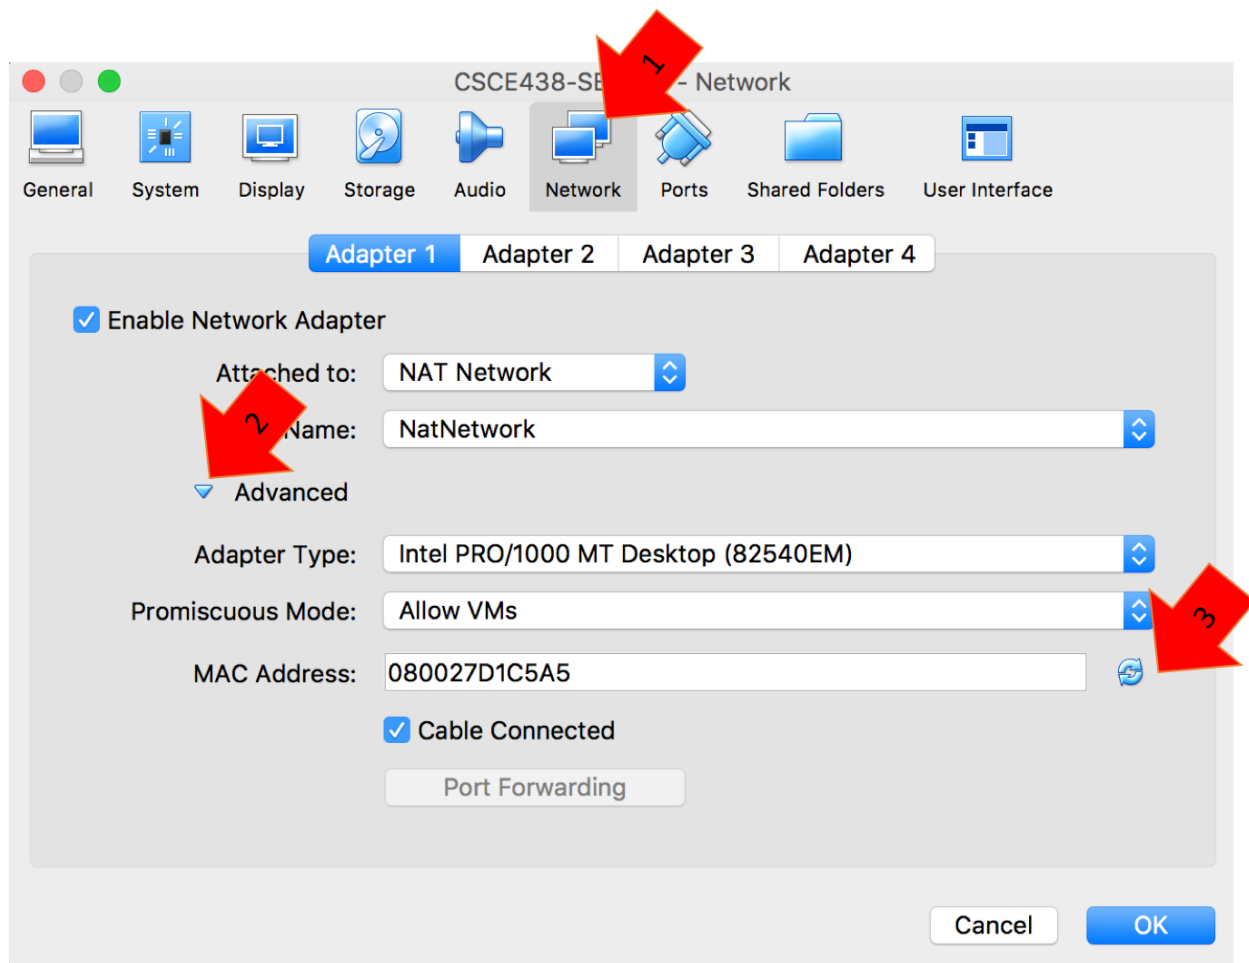 1
CSCE438-SE - Network
General System Display Storage Audio Network Ports Shared Folders User Interface
Adapter 1 Adapter 2 Adapter 3 Adapter 4
Enable Network Adapter
Attached to: NAT Network
2 Name: NatNetwork
Advanced
Adapter Type: Intel PRO/1000 MT Desktop (82540EM)
Promiscuous Mode: Allow VMs
3
MAC Address: 080027D1C5A5
Cable Connected
Port Forwarding
Cancel OK